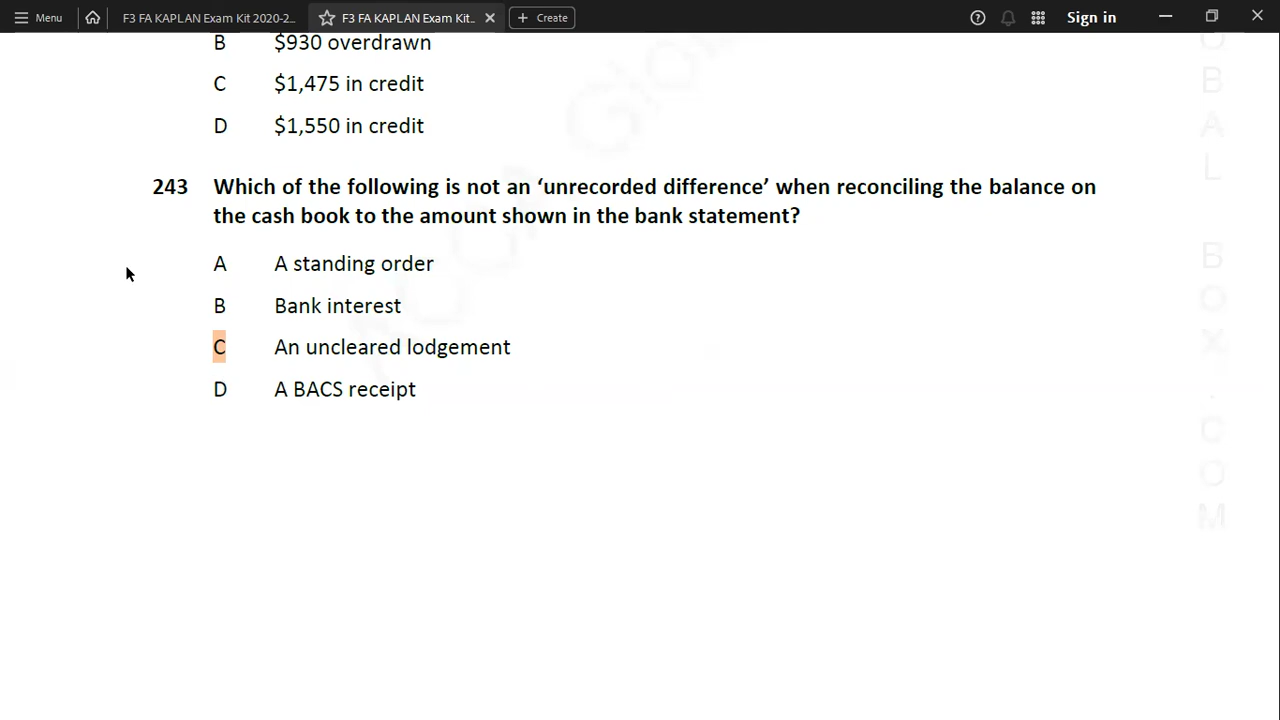 Menu F3 FA KAPLAN Exam Kit 2020-2... F3 FA KAPLAN Exam Kit... Create Sign in
B $930 overdrawn
C $1,475 in credit
D $1,550 in credit
243 Which of the following is not an ‘unrecorded difference’ when reconciling the balance on
the cash book to the amount shown in the bank statement?
A A standing order
B Bank interest
C An uncleared lodgement
D A BACS receipt
O
B
A
L
B
O
X
.
C
O
M